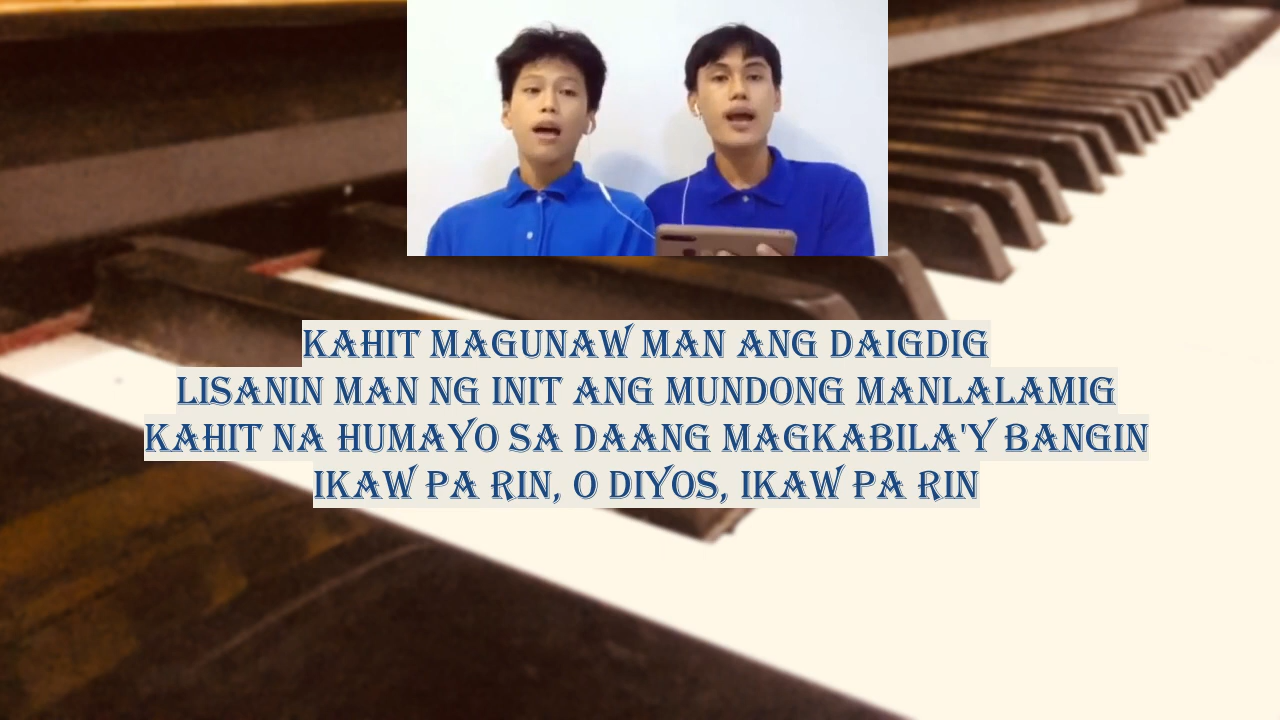 KAHIT MAGUNAW MAN ANG DAIGDIG
LISANIN MAN NG INIT ANG MUNDONG MANLALAMIG
KAHIT NA HUMAYO SA DAANG MAGKABILA'Y BANGIN
IKAW PA RIN, O DIYOS, IKAW PA RIN